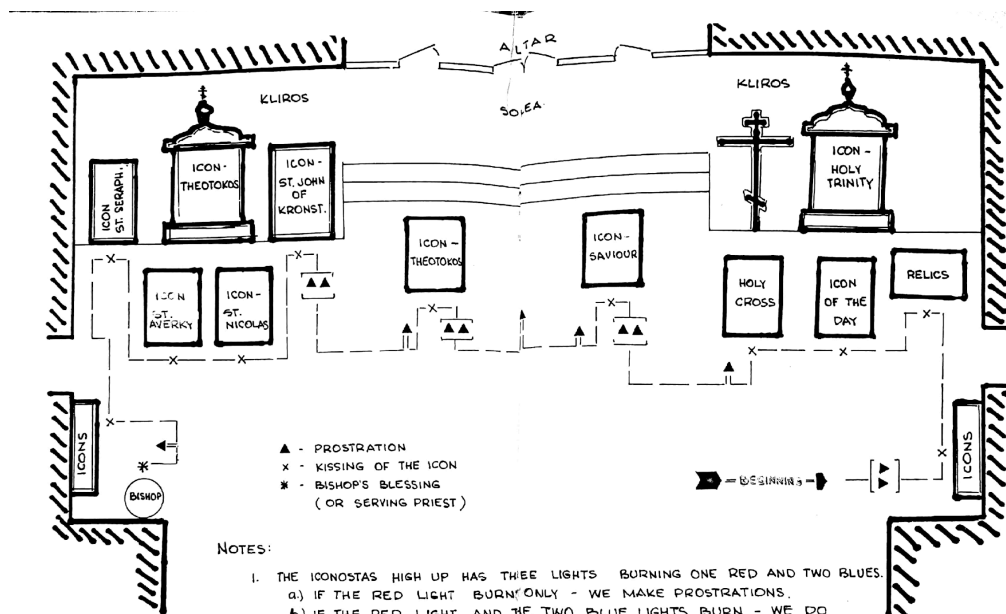 ALTAR
SOLEA
KLIROS
KLIROS
ICON
ST. SERAPH.
ICON-
THEOTOKOS
ICON-
ST. JOHN
OF
KRONST.
ICON -
HOLY
TRINITY
ICON
ST.
AVERKY
ICON-
ST.
NICOLAS
ICON-
THEOTOKOS
ICON-
SAVIOUR
HOLY
CROSS
ICON
OF THE
DAY
RELICS
ICONS
BISHOP
ICONS
▲ - PROSTRATION
x - KISSING OF THE ICON
* - BISHOP'S BLESSING
(OR SERVING PRIEST)
BEGINNING
NOTES:
1. THE ICONOSTAS HIGH UP HAS THREE LIGHTS BURNING ONE RED AND TWO BLUES.
a.) IF THE RED LIGHT BURN ONLY - WE MAKE PROSTRATIONS.
b.) IF THE RED LIGHT AND THE TWO BLUE LIGHTS BURN - WE DO